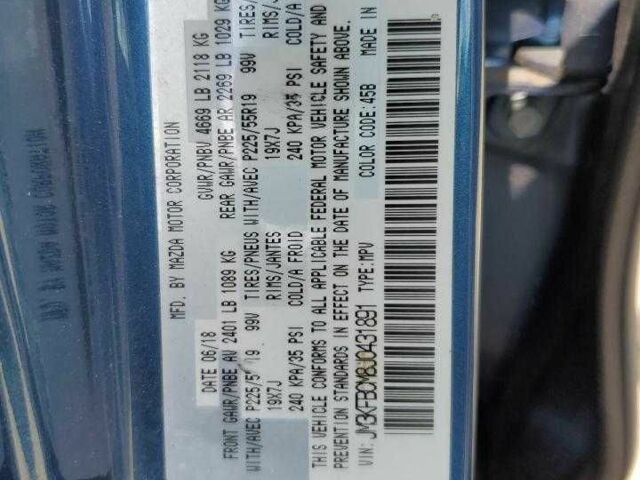 MFD. BY MAZDA MOTOR CORPORATION
DATE 06/18 GVWR/PNBV 4669 LB 2118 KG
FRONT GAWR/PNBE AV 2401 LB 1089 KG REAR GAWR/PNBE AR 2269 LB 1029 KG
WITH/AVEC P225/5 19 99V TIRES/PNEUS WITH/AVEC P225/55R19 99V TIRES/
19X7J RIMS/JANTES 19X7J RIMS/
240 KPA/35 PSI COLD/A FROID 240 KPA/35 PSI COLD/A
THIS VEHICLE CONFORMS TO ALL APPLICABLE FEDERAL MOTOR VEHICLE SAFETY AND
PREVENTION STANDARDS IN EFFECT ON THE DATE OF MANUFACTURE SHOWN ABOVE.
VIN: JM3KFBCM8J0431891 TYPE: MPV COLOR CODE: 45B MADE IN